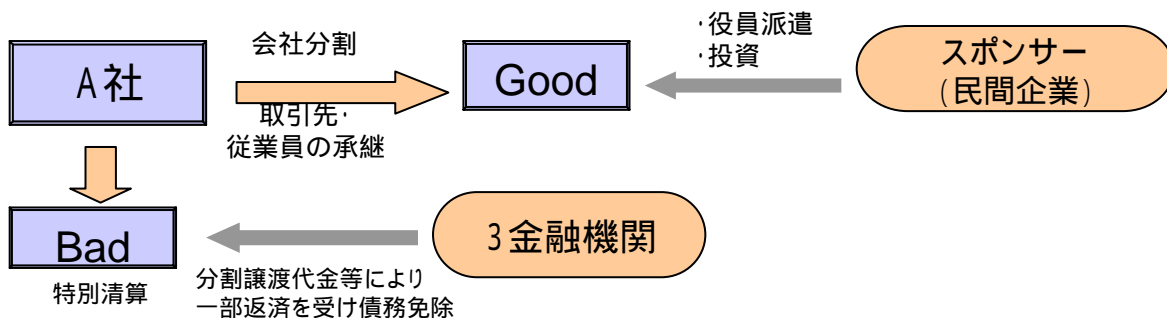 A社
会社分割
取引先･
従業員の承継
Good
･役員派遣
･投資
スポンサー
(民間企業)
Bad
特別清算
分割譲渡代金等により
一部返済を受け債務免除
3金融機関